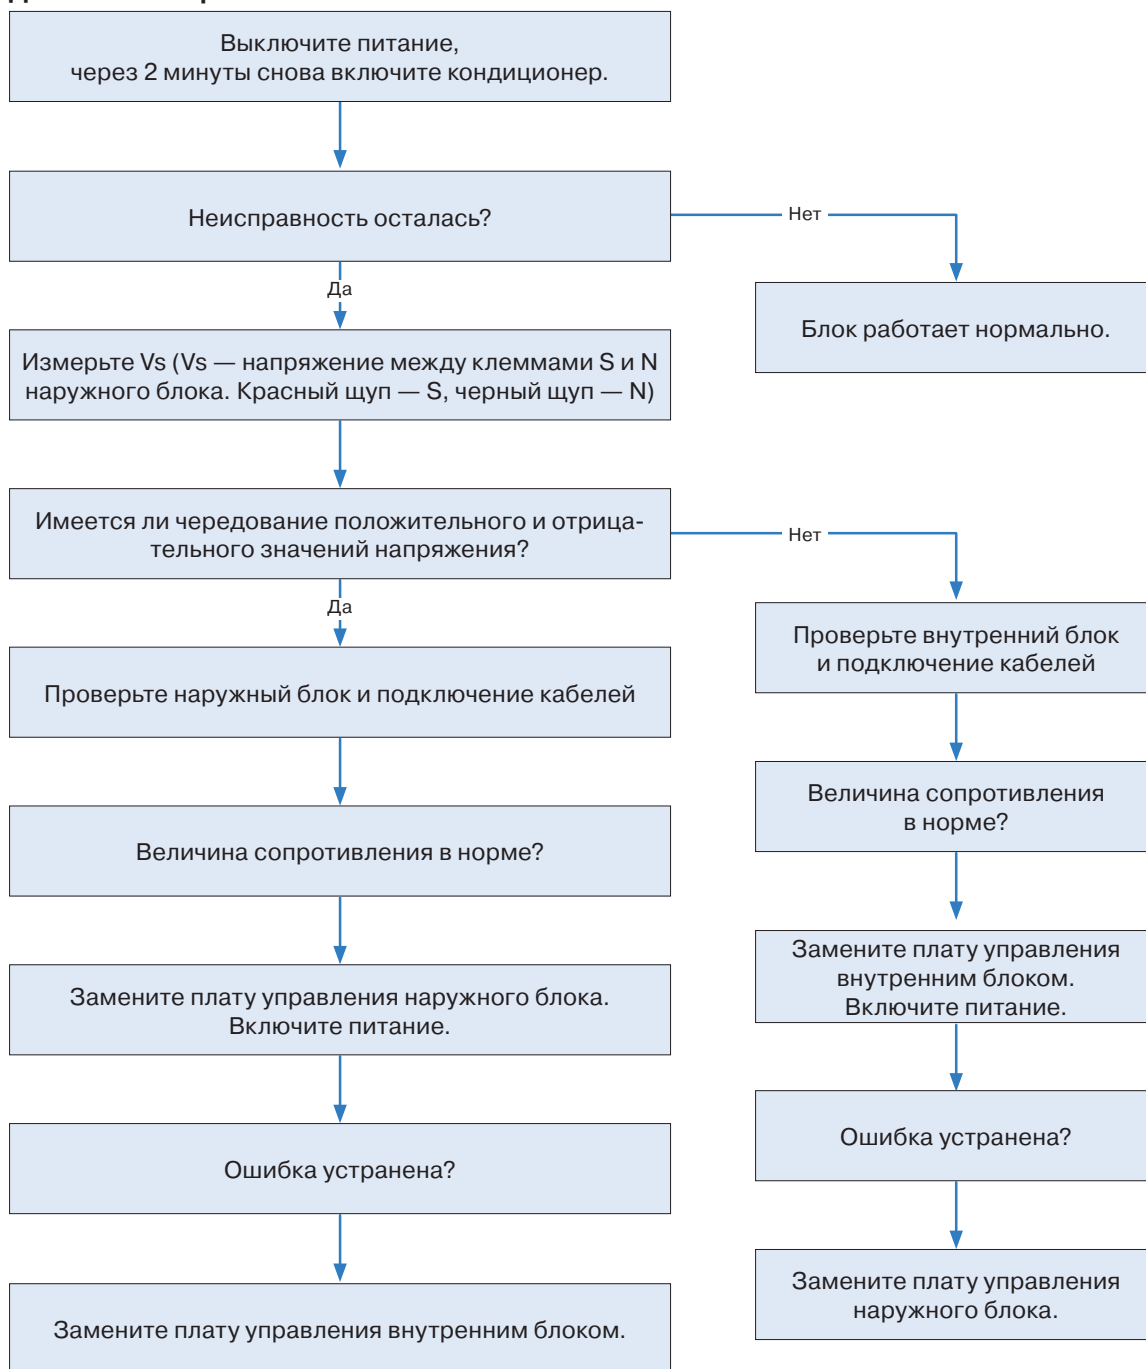 Выключите питание,
через 2 минуты снова включите кондиционер.
Неисправность осталась?
Нет
Да
Блок работает нормально.
Измерьте Vs (Vs — напряжение между клеммами S и N
наружного блока. Красный щуп — S, черный щуп — N)
Имеется ли чередование положительного и отрица-
тельного значений напряжения?
Нет
Да
Проверьте внутренний блок
и подключение кабелей
Проверьте наружный блок и подключение кабелей
Величина сопротивления
в норме?
Величина сопротивления в норме?
Замените плату управления
внутренним блоком.
Включите питание.
Замените плату управления наружного блока.
Включите питание.
Ошибка устранена?
Ошибка устранена?
Замените плату управления
наружного блока.
Замените плату управления внутренним блоком.